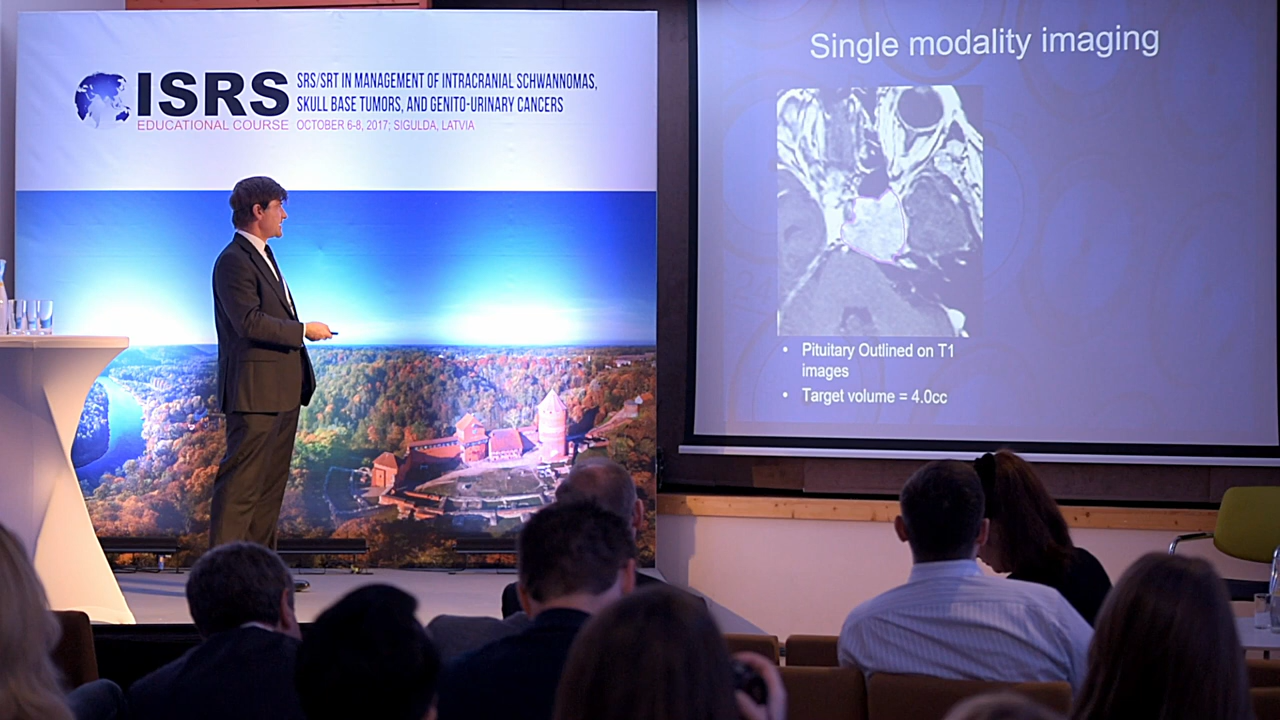 ISRS
EDUCATIONAL COURSE
SRS/SRT IN MANAGEMENT OF INTRACRANIAL SCHWANNOMAS,
SKULL BASE TUMORS, AND GENITO-URINARY CANCERS
OCTOBER 6-8, 2017; SIGULDA, LATVIA
Single modality imaging
• Pituitary Outlined on T1
images
• Target volume = 4.0cc